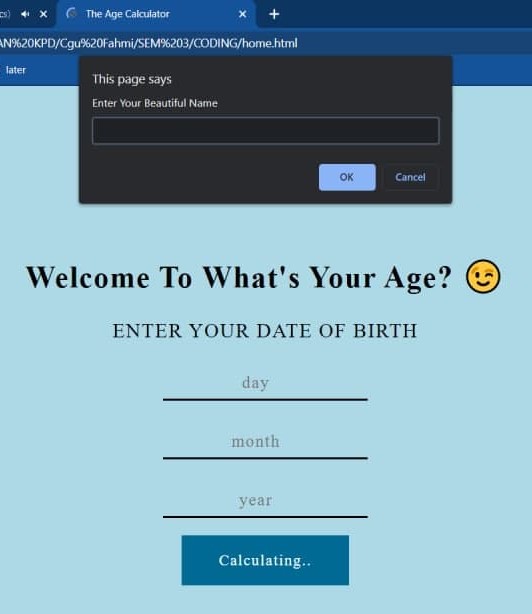 cs)
The Age Calculator
AN%20KPD/Cgu%20Fahmi/SEM%203/CODING/home.html
later
This page says
Enter Your Beautiful Name
OK
Cancel
Welcome To What's Your Age? 😉
ENTER YOUR DATE OF BIRTH
day
month
year
Calculating..